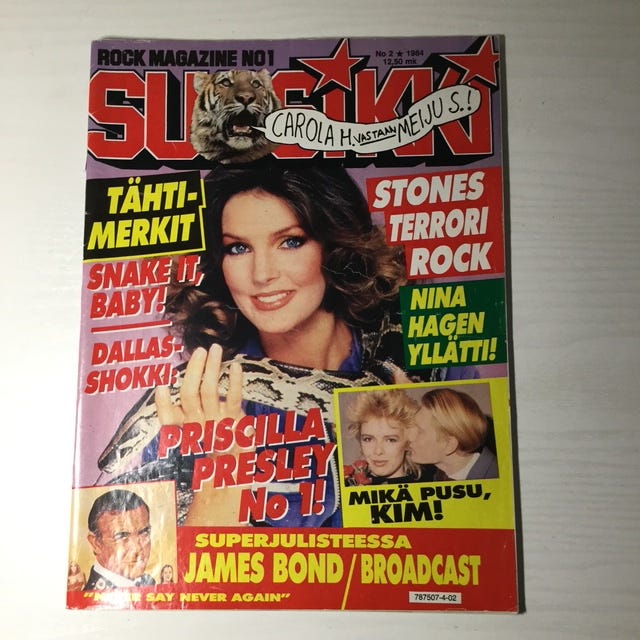 ROCK MAGAZINE NO1
No 2 ★ 1984
12,50 mk
SUOSIKKI
CAROLA H. VASTAAN MEIJU S.!
TÄHTI-
MERKIT
STONES
TERRORI
ROCK
SNAKE IT,
BABY!
NINA
HAGEN
YLLÄTTI!
DALLAS-
SHOKKI:
PRISCILLA
PRESLEY
No 1!
MIKÄ PUSU,
KIM!
SUPERJULISTEESSA
JAMES BOND / BROADCAST
"NEVER SAY NEVER AGAIN"
787507-4-02